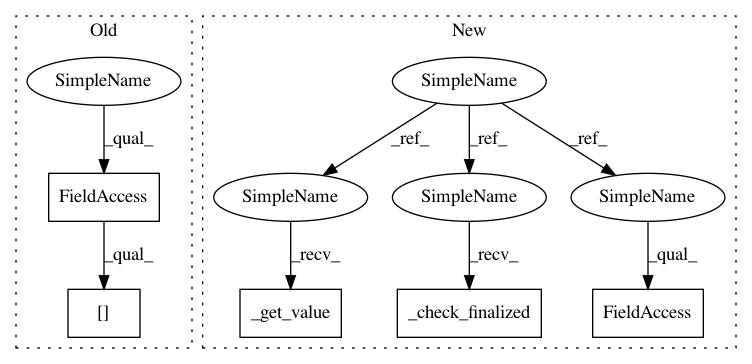 Old
New
SimpleName
SimpleName
_qual_
_ref_
_ref_
_ref_
FieldAccess
SimpleName
SimpleName
SimpleName
_qual_
_recv_
_recv_
_qual_
[]
_get_value
_check_finalized
FieldAccess